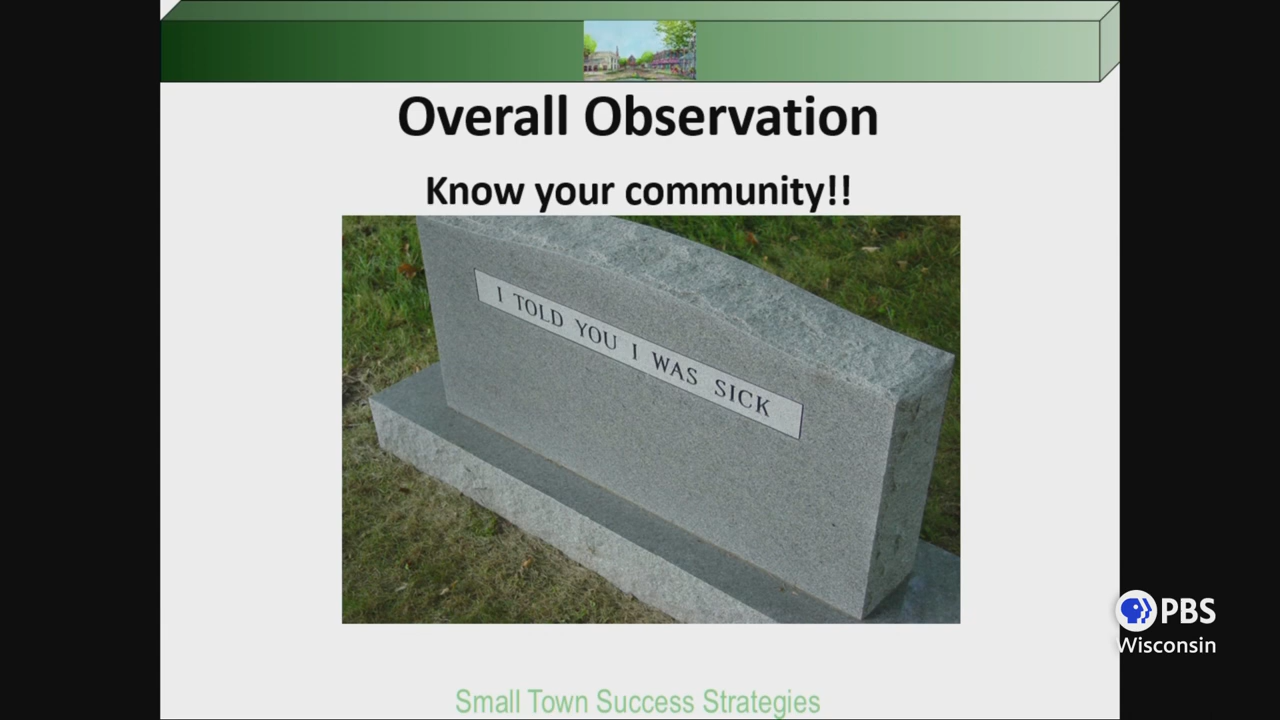 Overall Observation
Know your community!!
I TOLD YOU I WAS SICK
PBS
Wisconsin
Small Town Success Strategies